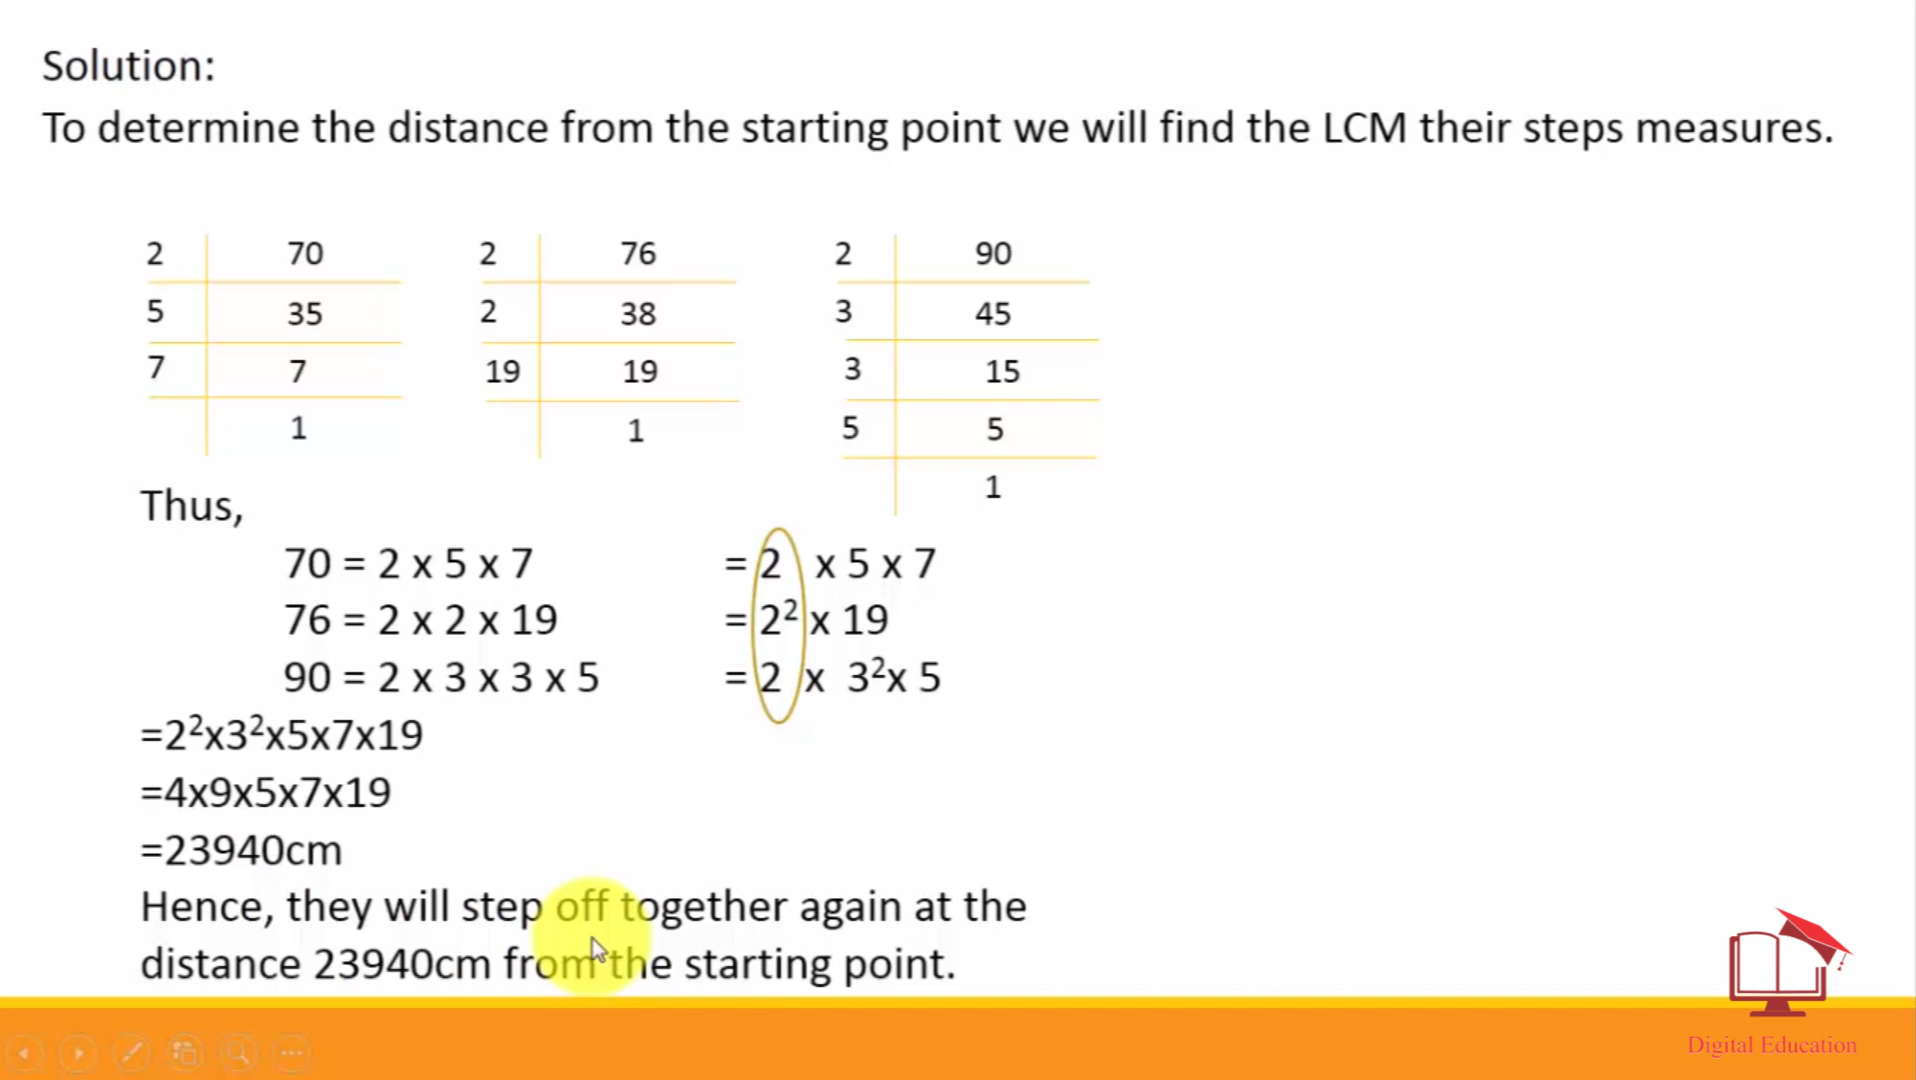 Solution:
To determine the distance from the starting point we will find the LCM their steps measures.
2 70 2 76 2 90
5 35 2 38 3 45
7 7 19 19 3 15
1 1 5 5
1
Thus,
70 = 2 x 5 x 7 = 2 x 5 x 7
76 = 2 x 2 x 19 = 2² x 19
90 = 2 x 3 x 3 x 5 = 2 x 3²x 5
=2²x3²x5x7x19
=4x9x5x7x19
=23940cm
Hence, they will step off together again at the
distance 23940cm from the starting point.
Digital Education